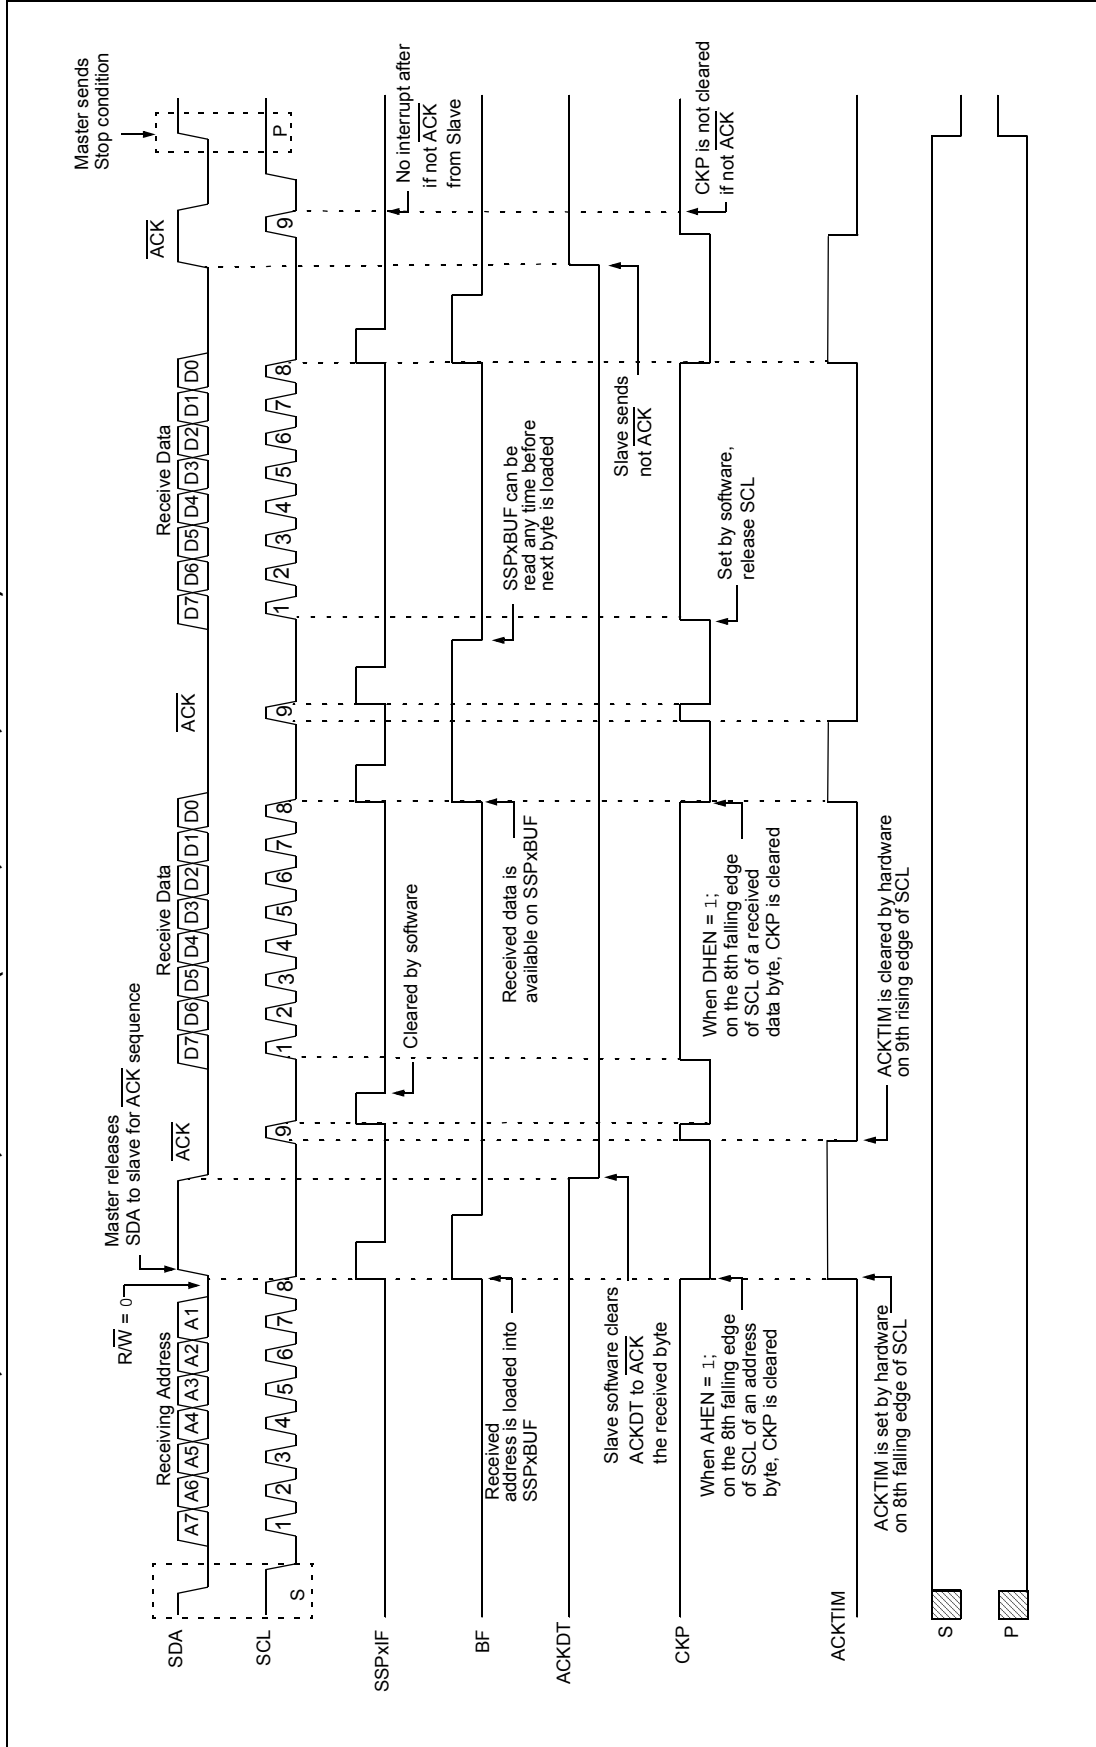 Master sends
Stop condition
Master releases
SDA to slave for ACK sequence
R/W = 0
Receiving Address
ACK
Receive Data
ACK
Receive Data
ACK
SDA
A7 A6 A5 A4 A3 A2 A1
D7 D6 D5 D4 D3 D2 D1 D0
D7 D6 D5 D4 D3 D2 D1 D0
SCL
S
1 2 3 4 5 6 7 8 9
1 2 3 4 5 6 7 8 9
1 2 3 4 5 6 7 8 9
P
SSPxIF
Cleared by software
No interrupt after
if not ACK
from Slave
BF
Received
address is loaded into
SSPxBUF
Received data is
available on SSPxBUF
SSPxBUF can be
read any time before
next byte is loaded
ACKDT
Slave software clears
ACKDT to ACK
the received byte
Slave sends
not ACK
CKP
When AHEN = 1;
on the 8th falling edge
of SCL of an address
byte, CKP is cleared
When DHEN = 1;
on the 8th falling edge
of SCL of a received
data byte, CKP is cleared
Set by software,
release SCL
CKP is not cleared
if not ACK
ACKTIM
ACKTIM is set by hardware
on 8th falling edge of SCL
ACKTIM is cleared by hardware
on 9th rising edge of SCL
S
P